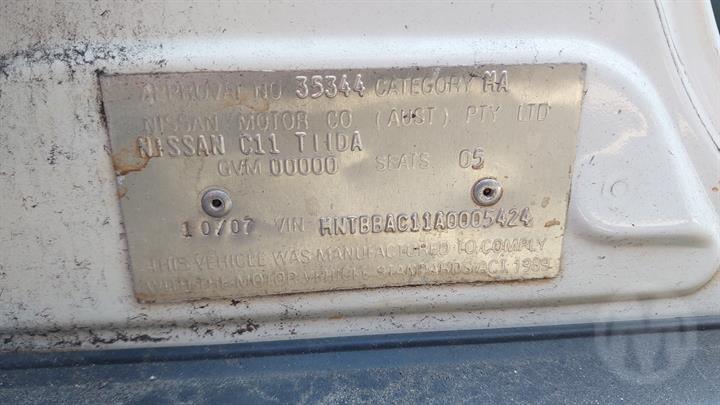 APPROVAL NO 35344 CATEGORY MA
NISSAN MOTOR CO (AUST) PTY LTD
NISSAN C11 TIIDA
GVM 00000 SEATS 05
10/07 VIN MNTBBAC11A0005424
THIS VEHICLE WAS MANUFACTURED TO COMPLY
WITH THE MOTOR VEHICLE STANDARDS ACT 1989